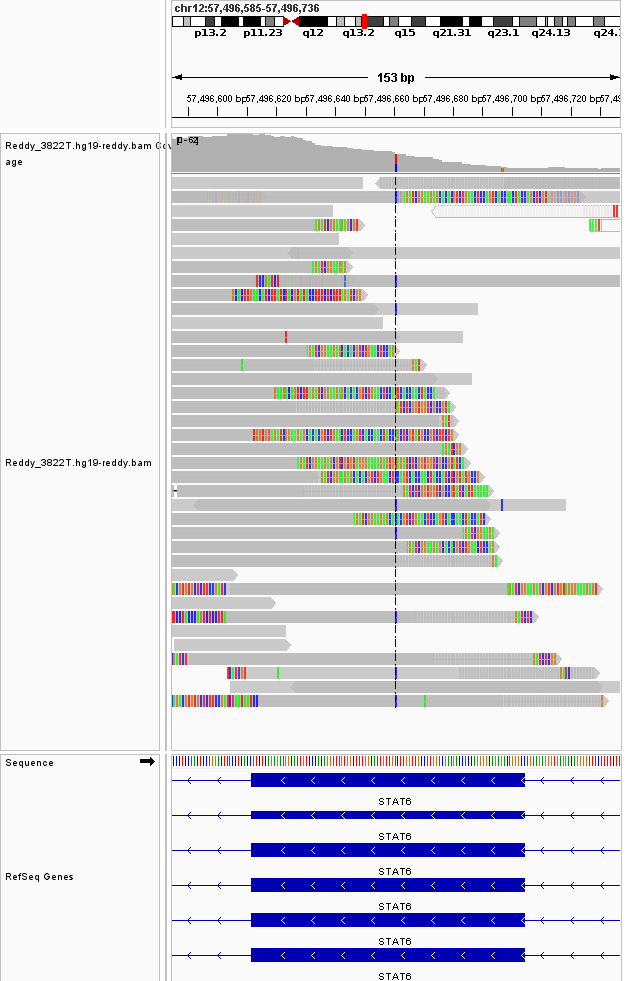 chr12:57,496,585-57,496,736
p13.2 p11.23 q12 q13.2 q15 q21.31 q23.1 q24.13 q24.
153 bp
57,496,600 bp 57,496,620 bp 57,496,640 bp 57,496,660 bp 57,496,680 bp 57,496,700 bp 57,496,720 bp 57,49
[0-62]
Reddy_3822T.hg19-reddy.bam Cov
age
Reddy_3822T.hg19-reddy.bam
Sequence
STAT6
STAT6
STAT6
RefSeq Genes
STAT6
STAT6
STAT6